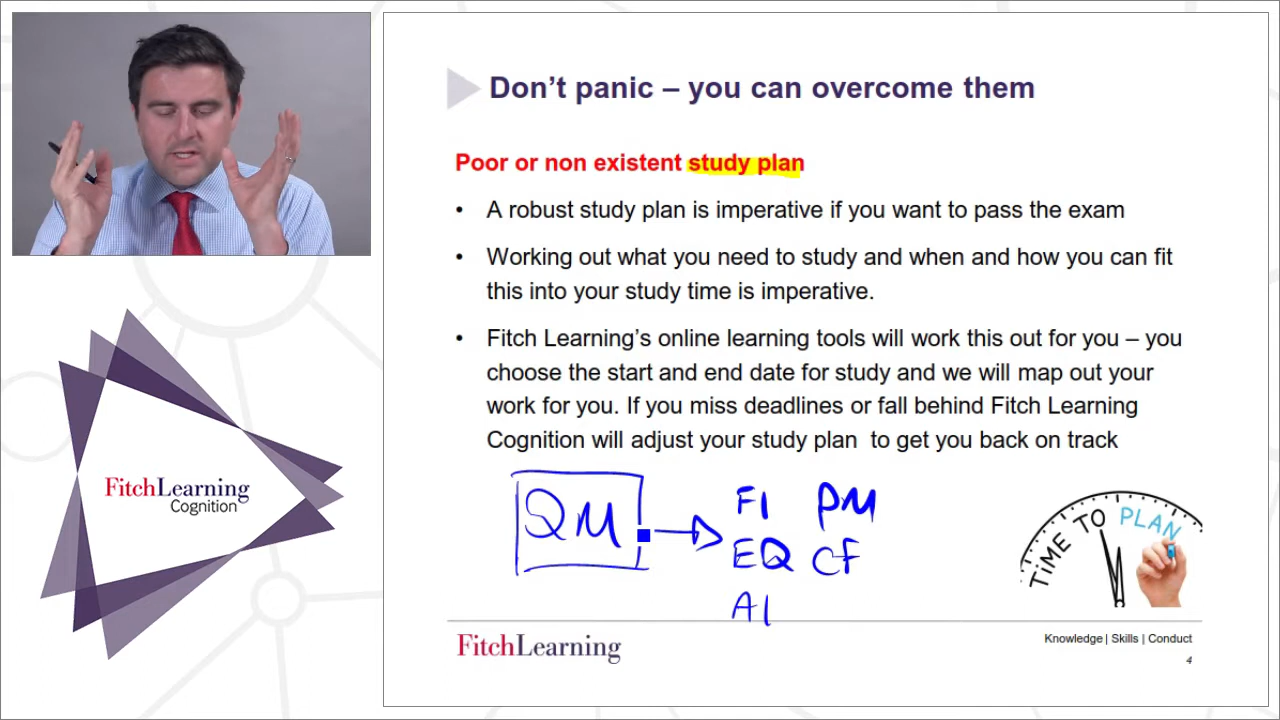 Don't panic – you can overcome them
Poor or non existent study plan
• A robust study plan is imperative if you want to pass the exam
• Working out what you need to study and when and how you can fit
this into your study time is imperative.
• Fitch Learning's online learning tools will work this out for you – you
choose the start and end date for study and we will map out your
work for you. If you miss deadlines or fall behind Fitch Learning
Cognition will adjust your study plan to get you back on track
QM
FI PM
EQ CF
AI
TiME TO PLAN
FitchLearning
Cognition
FitchLearning
Knowledge | Skills | Conduct
4